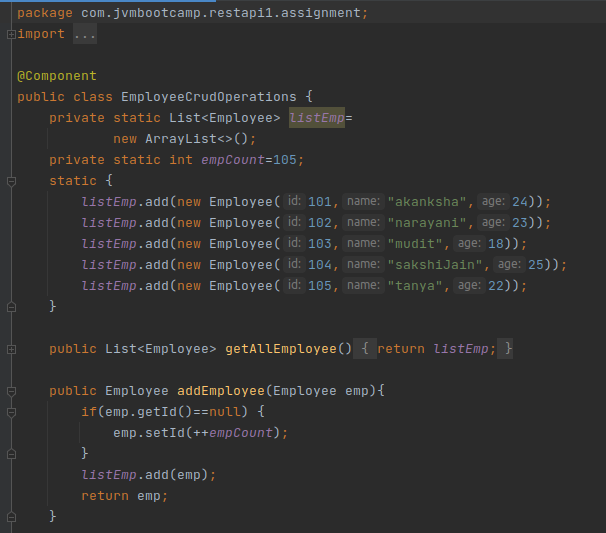 package com.jvmbootcamp.restapi1.assignment;
import ...
@Component
public class EmployeeCrudOperations {
    private static List<Employee> listEmp=
            new ArrayList<>();
    private static int empCount=105;
    static {
        listEmp.add(new Employee( id: 101, name: "akanksha", age: 24));
        listEmp.add(new Employee( id: 102, name: "narayani", age: 23));
        listEmp.add(new Employee( id: 103, name: "mudit", age: 18));
        listEmp.add(new Employee( id: 104, name: "sakshiJain", age: 25));
        listEmp.add(new Employee( id: 105, name: "tanya", age: 22));
    }
    public List<Employee> getAllEmployee() { return listEmp; }
    public Employee addEmployee(Employee emp){
        if(emp.getId()==null) {
            emp.setId(++empCount);
        }
        listEmp.add(emp);
        return emp;
    }